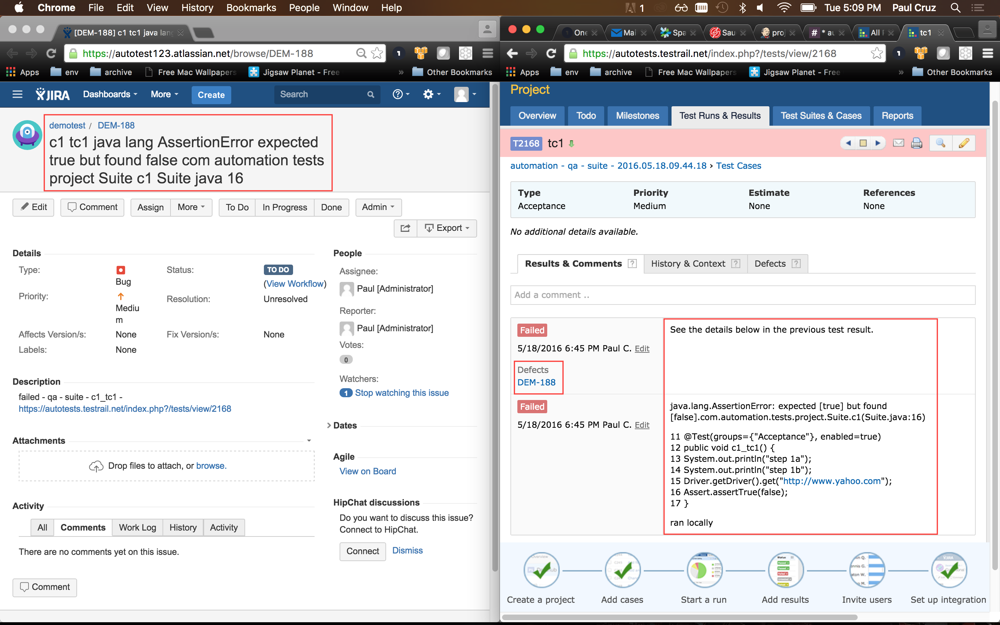 Chrome File Edit View History Bookmarks People Window Help
1 Tue 5:09 PM Paul Cruz
[DEM-188] c1 tc1 java lang
https://autotest123.atlassian.net/browse/DEM-188
Apps env archive Free Mac Wallpapers Jigsaw Planet - Free » Other Bookmarks
JIRA Dashboards More Create Search
demotest / DEM-188
c1 tc1 java lang AssertionError expected
true but found false com automation tests
project Suite c1 Suite java 16
Edit Comment Assign More To Do In Progress Done Admin
Export
Details
Type: Bug
Status: TO DO
(View Workflow)
Priority: Mediu
m
Resolution: Unresolved
Affects Version/s: None
Fix Version/s: None
Labels: None
People
Assignee:
Paul [Administrator]
Reporter:
Paul [Administrator]
Votes:
0
Watchers:
1 Stop watching this issue
Description
failed - qa - suite - c1_tc1 -
https://autotests.testrail.net/index.php?/tests/view/2168
Dates
Attachments
Drop files to attach, or browse.
Agile
View on Board
Activity
All Comments Work Log History Activity
There are no comments yet on this issue.
Comment
HipChat discussions
Do you want to discuss this issue?
Connect to HipChat.
Connect Dismiss
One Mai Spa Sau proj # * au All tc1
https://autotests.testrail.net/index.php?/tests/view/2168
Apps env archive Free Mac Wallpapers Jigsaw Planet - Free » Other Bookmarks
Project
Overview Todo Milestones Test Runs & Results Test Suites & Cases Reports
T2168 tc1
automation - qa - suite - 2016.05.18.09.44.18 › Test Cases
Type Priority Estimate References
Acceptance Medium None None
No additional details available.
Results & Comments ? History & Context ? Defects ?
Add a comment ..
Failed
5/18/2016 6:45 PM Paul C. Edit
Defects
DEM-188
See the details below in the previous test result.
Failed
5/18/2016 6:45 PM Paul C. Edit
java.lang.AssertionError: expected [true] but found
[false].com.automation.tests.project.Suite.c1(Suite.java:16)
11 @Test(groups={"Acceptance"}, enabled=true)
12 public void c1_tc1() {
13 System.out.println("step 1a");
14 System.out.println("step 1b");
15 Driver.getDriver().get("http://www.yahoo.com");
16 Assert.assertTrue(false);
17 }
ran locally
Create a project Add cases Start a run Add results Invite users Set up integration